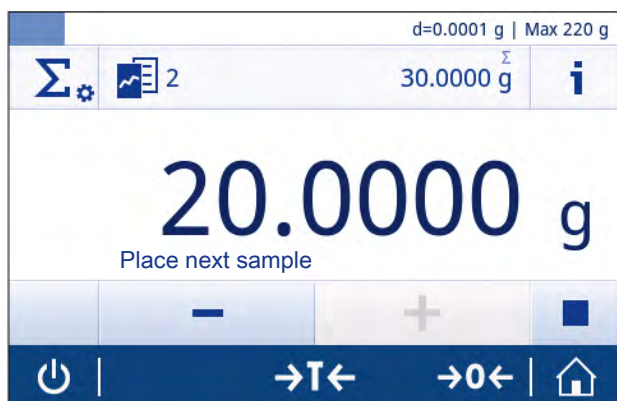 d=0.0001 g | Max 220 g
Σ 2 Σ 30.0000 g i
20.0000 g
Place next sample
− +
→T← →0←